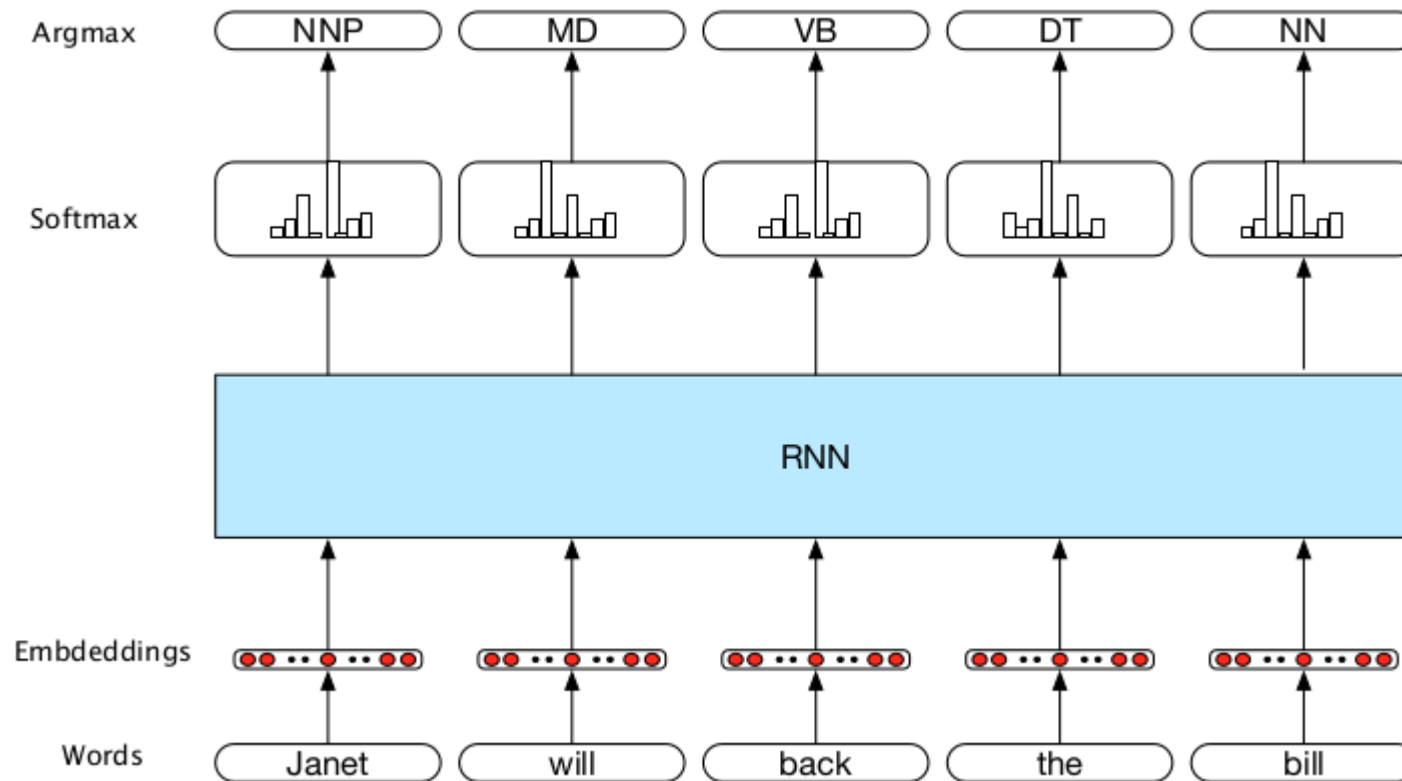 Argmax NNP MD VB DT NN
Softmax
RNN
Embdeddings
Words Janet will back the bill